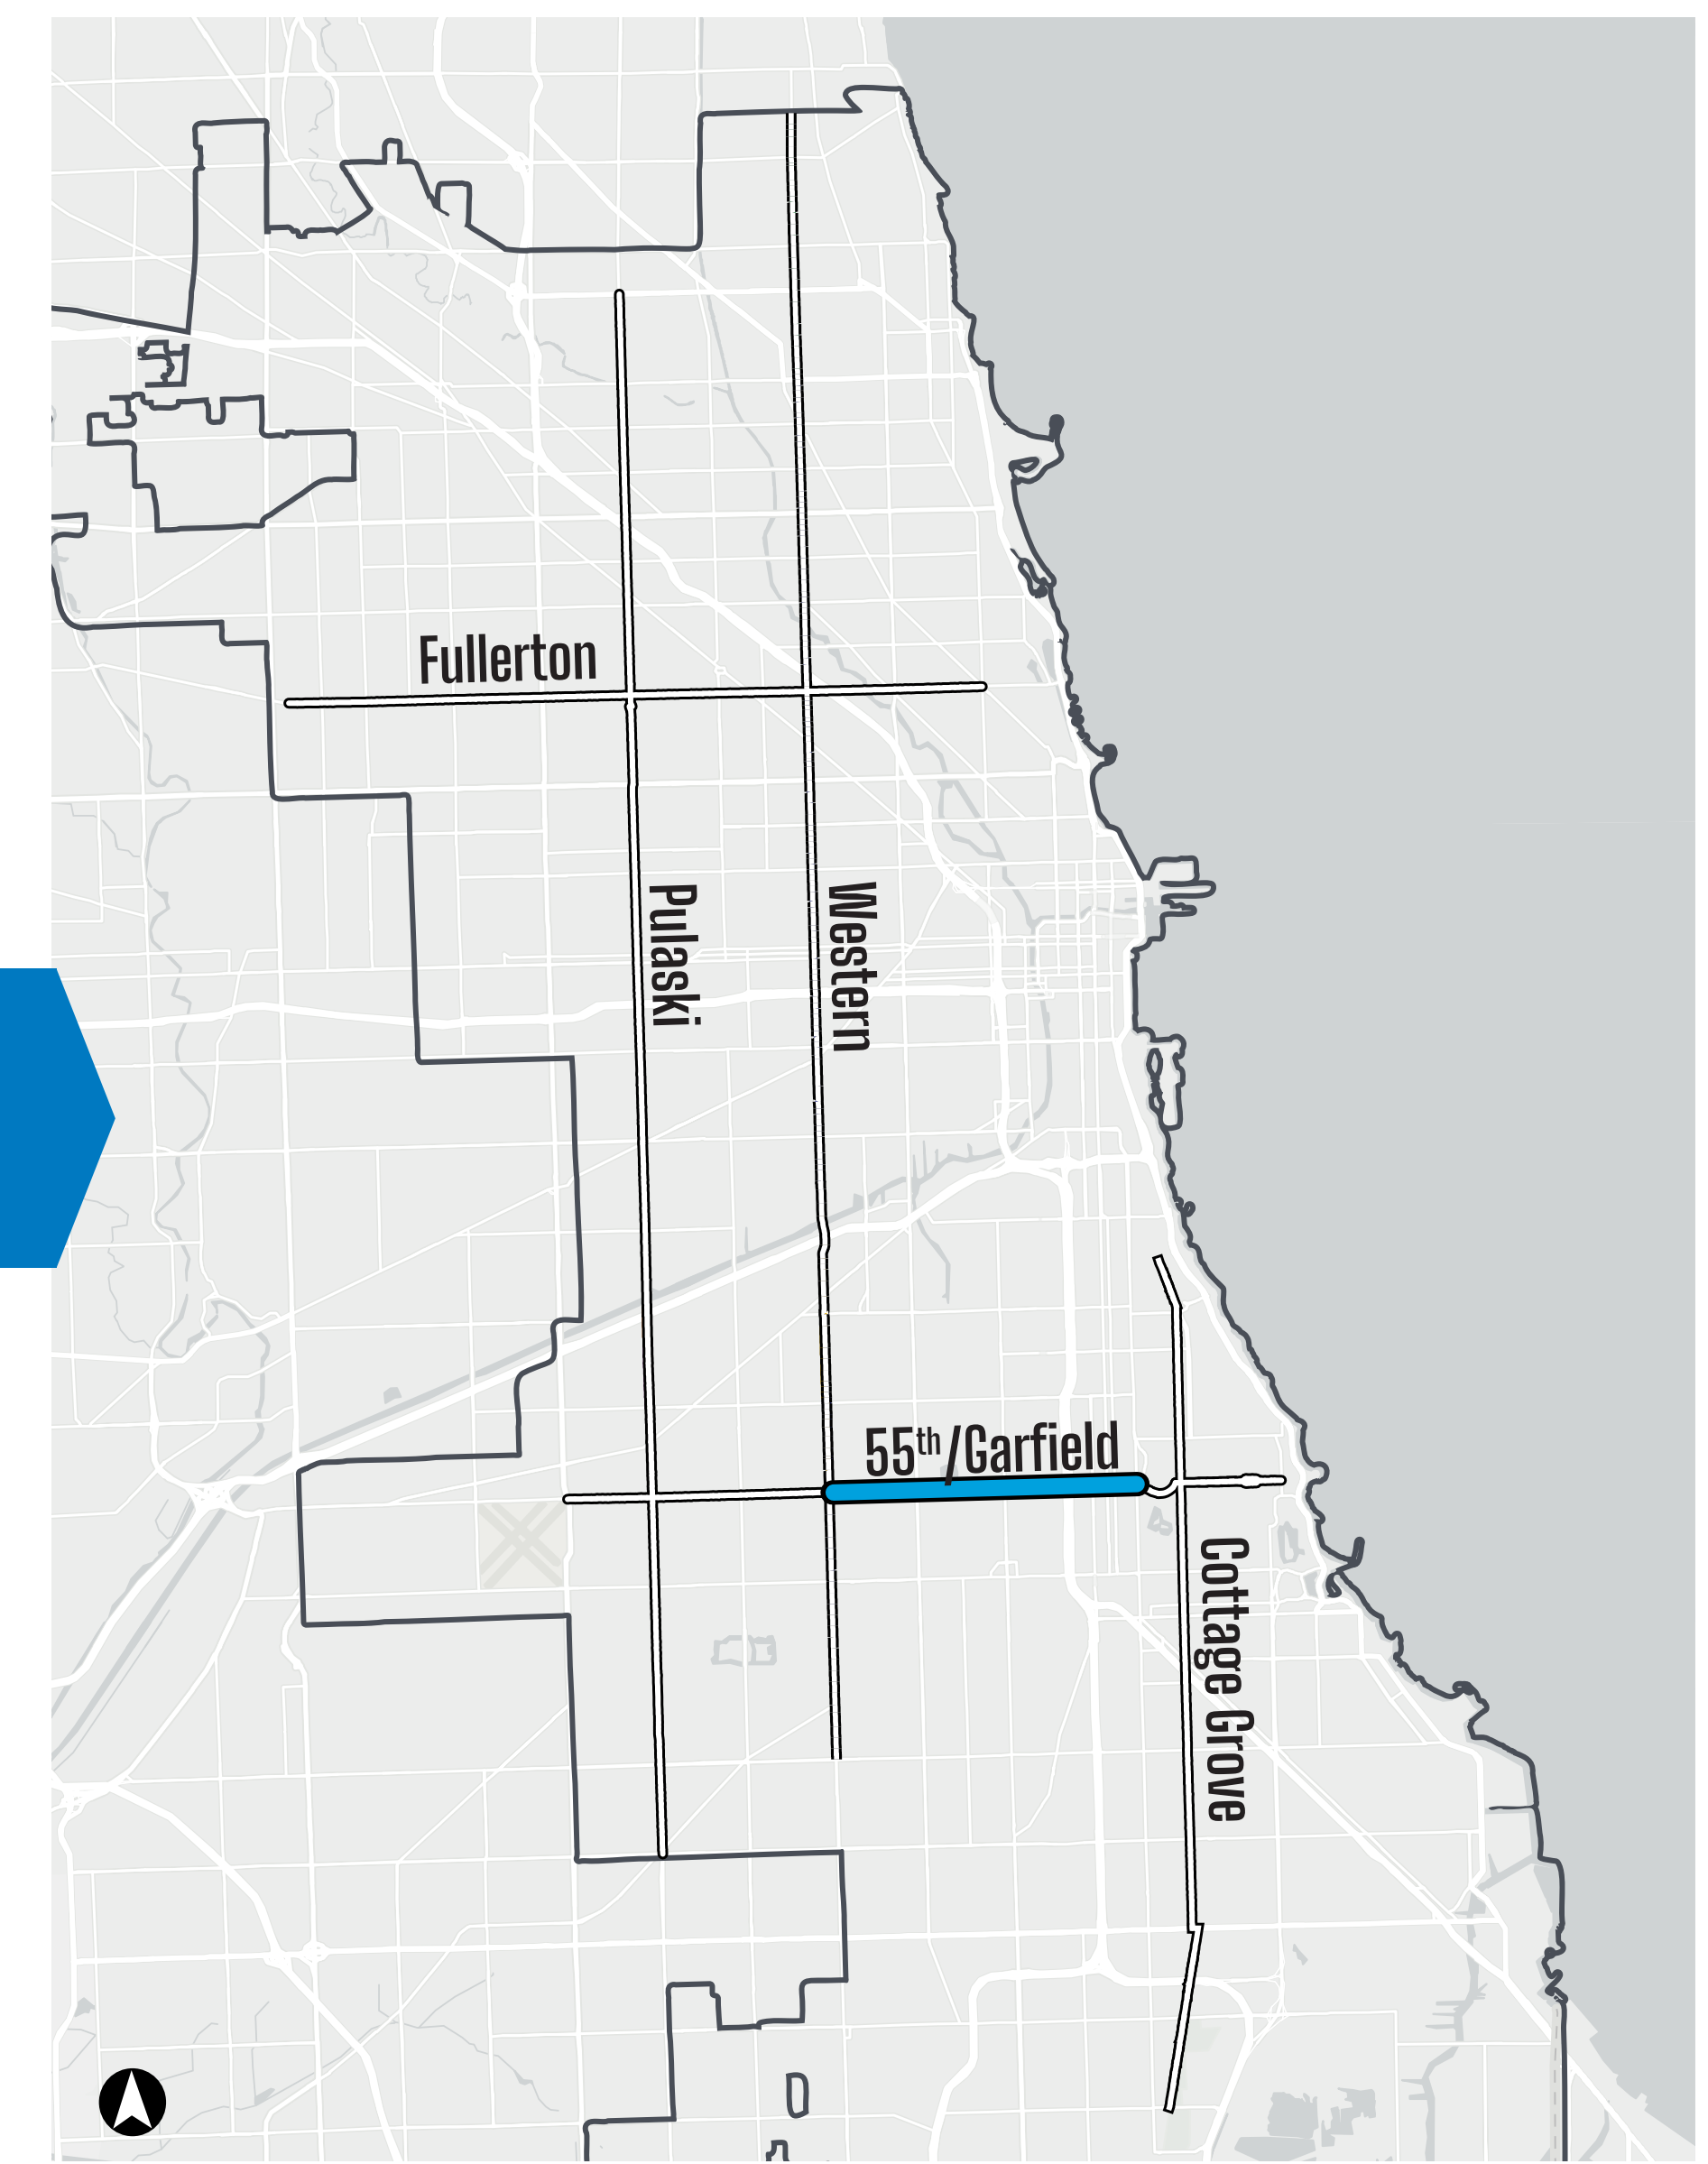 Fullerton
Pulaski
Western
55th/Garfield
Cottage Grove